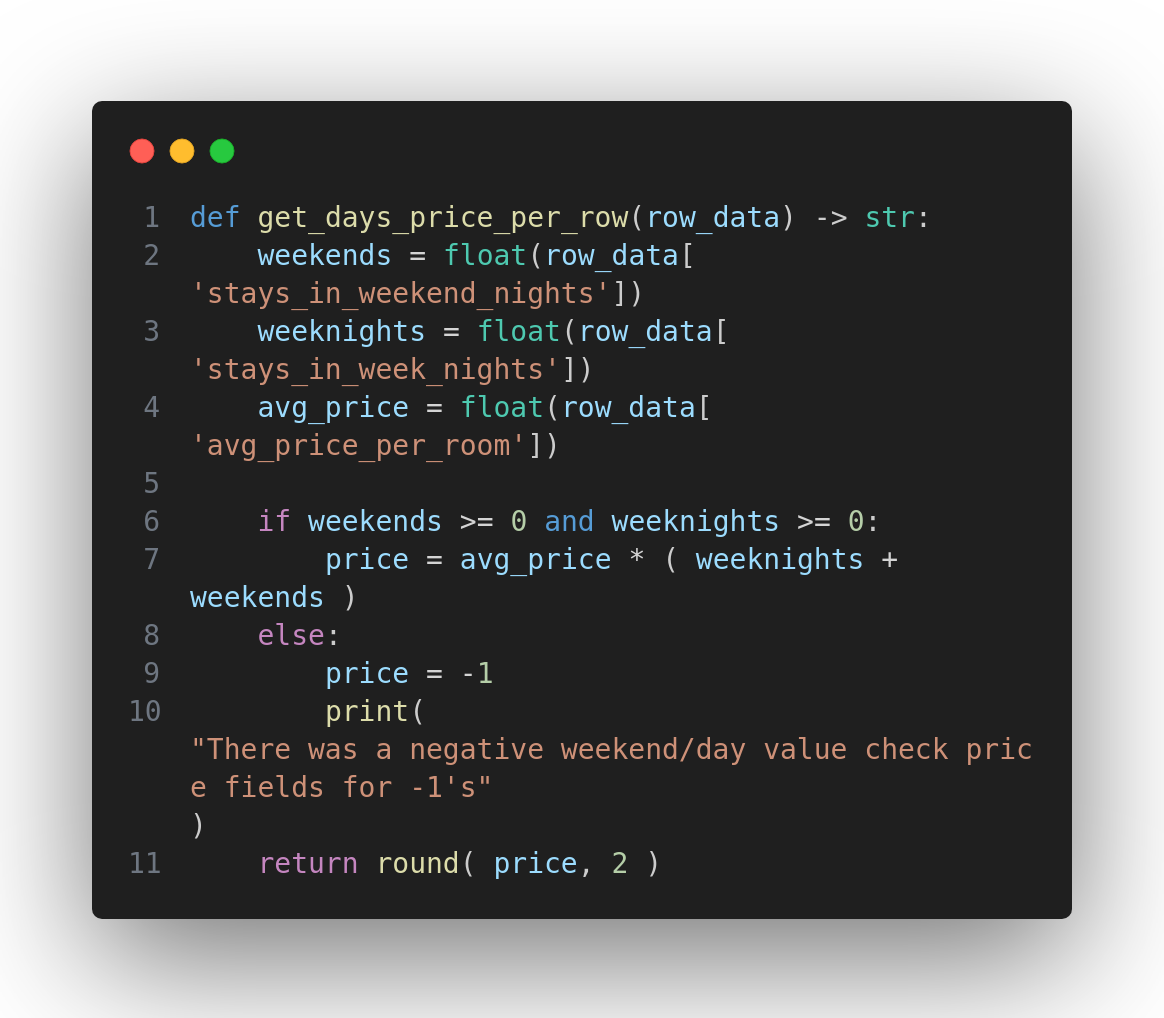 1 def get_days_price_per_row(row_data) -> str:
2     weekends = float(row_data[
'stays_in_weekend_nights'])
3     weeknights = float(row_data[
'stays_in_week_nights'])
4     avg_price = float(row_data[
'avg_price_per_room'])
5
6     if weekends >= 0 and weeknights >= 0:
7         price = avg_price * ( weeknights +
weekends )
8     else:
9         price = -1
10         print(
"There was a negative weekend/day value check pric
e fields for -1's"
)
11     return round( price, 2 )